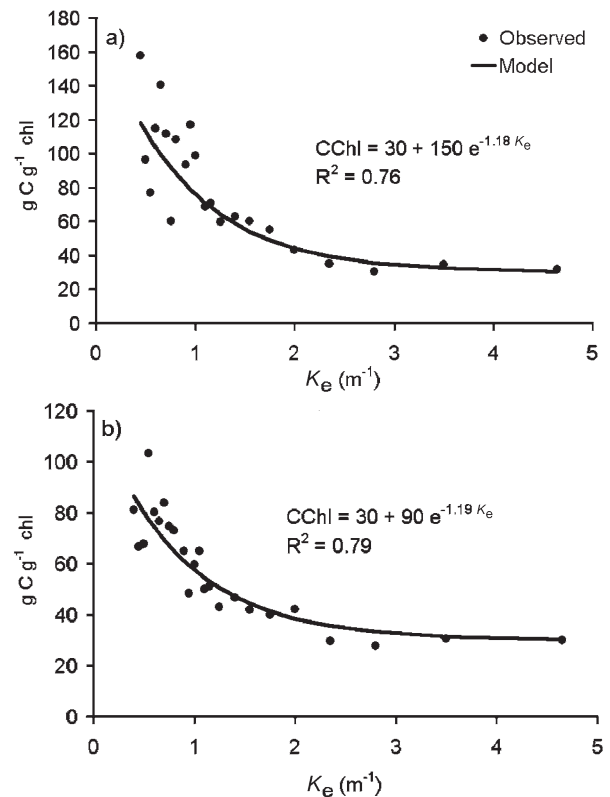 a)
Observed
Model
CChl = 30 + 150 e^-1.18 Ke
R² = 0.76
g C g⁻¹ chl
180
160
140
120
100
80
60
40
20
0
0 1 2 3 4 5
Ke (m⁻¹)
b)
CChl = 30 + 90 e^-1.19 Ke
R² = 0.79
g C g⁻¹ chl
120
100
80
60
40
20
0
0 1 2 3 4 5
Ke (m⁻¹)